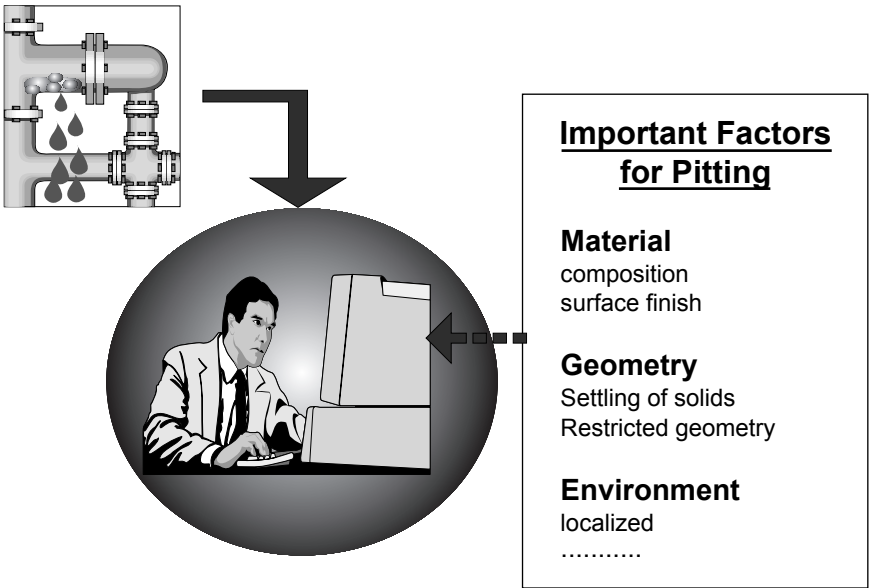 Important Factors
for Pitting
Material
composition
surface finish
Geometry
Settling of solids
Restricted geometry
Environment
localized
...........